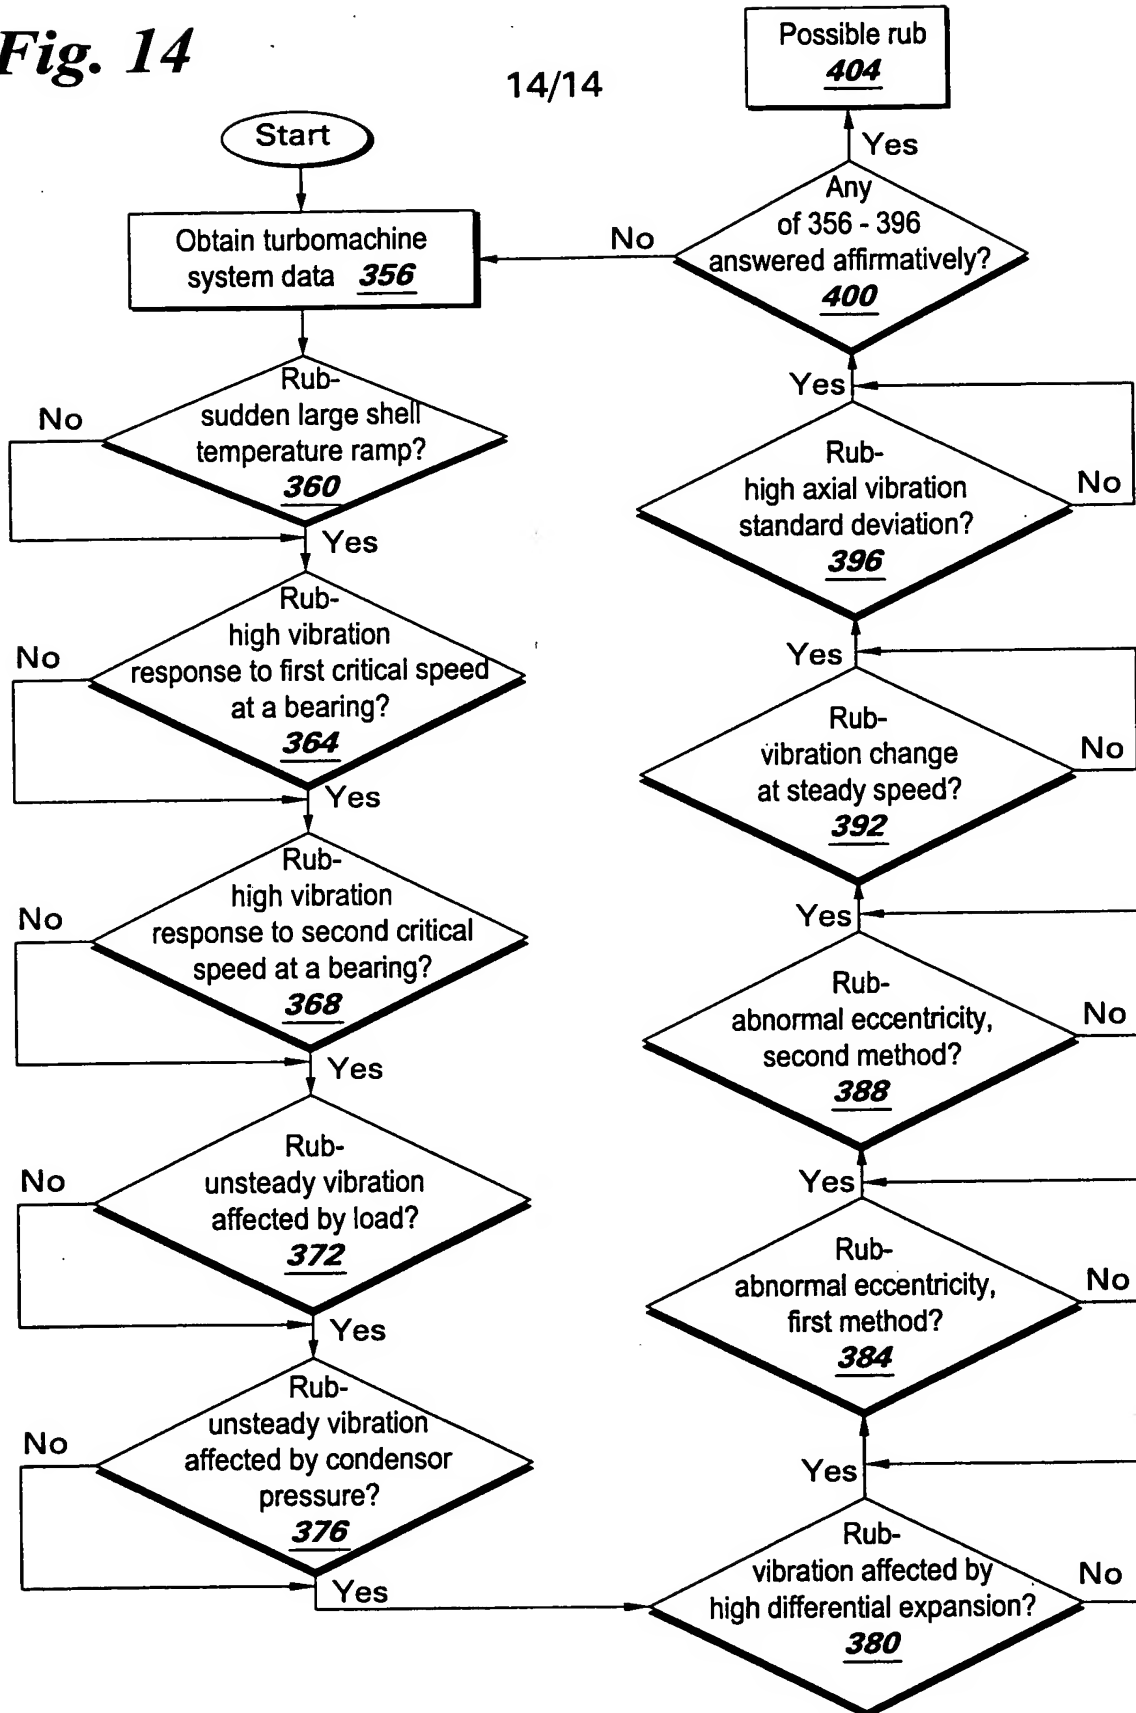 Fig. 14
14/14
Start
Obtain turbomachine
system data 356
Rub-
sudden large shell
temperature ramp?
360
No
Yes
Rub-
high vibration
response to first critical speed
at a bearing?
364
No
Yes
Rub-
high vibration
response to second critical
speed at a bearing?
368
No
Yes
Rub-
unsteady vibration
affected by load?
372
No
Yes
Rub-
unsteady vibration
affected by condensor
pressure?
376
No
Yes
Rub-
vibration affected by
high differential expansion?
380
No
Yes
Rub-
abnormal eccentricity,
first method?
384
No
Yes
Rub-
abnormal eccentricity,
second method?
388
No
Yes
Rub-
vibration change
at steady speed?
392
No
Yes
Rub-
high axial vibration
standard deviation?
396
No
Yes
Any
of 356 - 396
answered affirmatively?
400
No
Yes
Possible rub
404